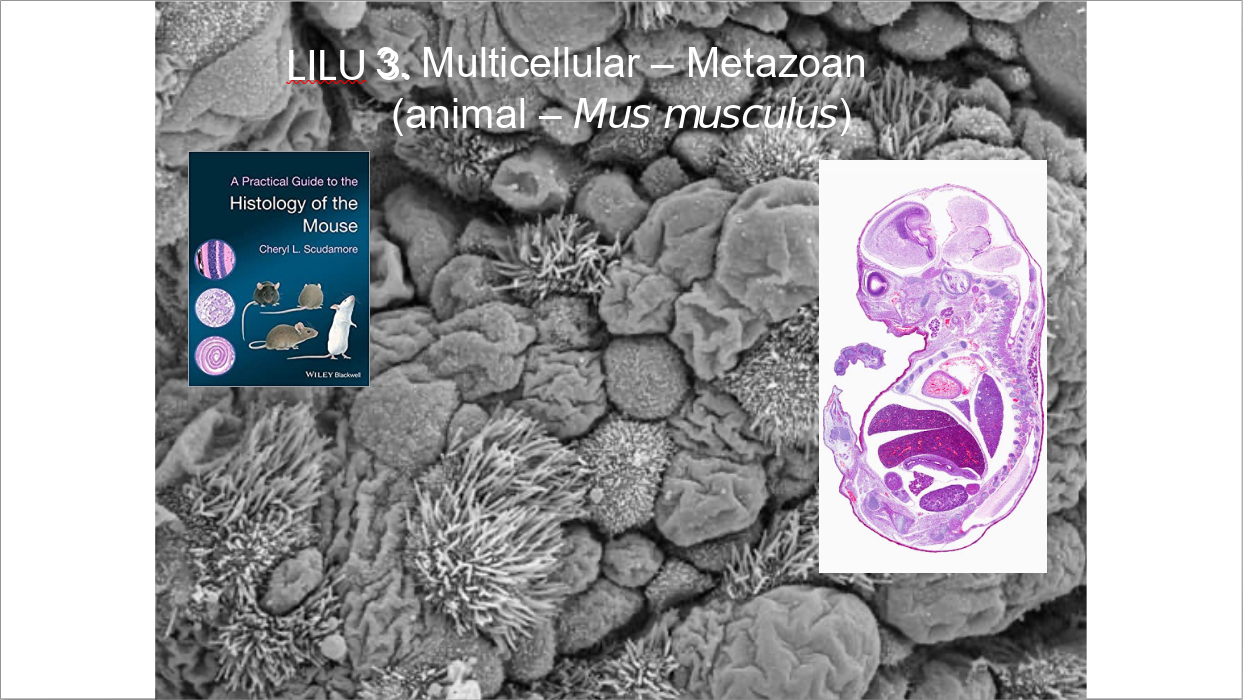 LILU 3. Multicellular – Metazoan
(animal – Mus musculus)
A Practical Guide to the
Histology of the
Mouse
Cheryl L. Scudamore
WILEY Blackwell